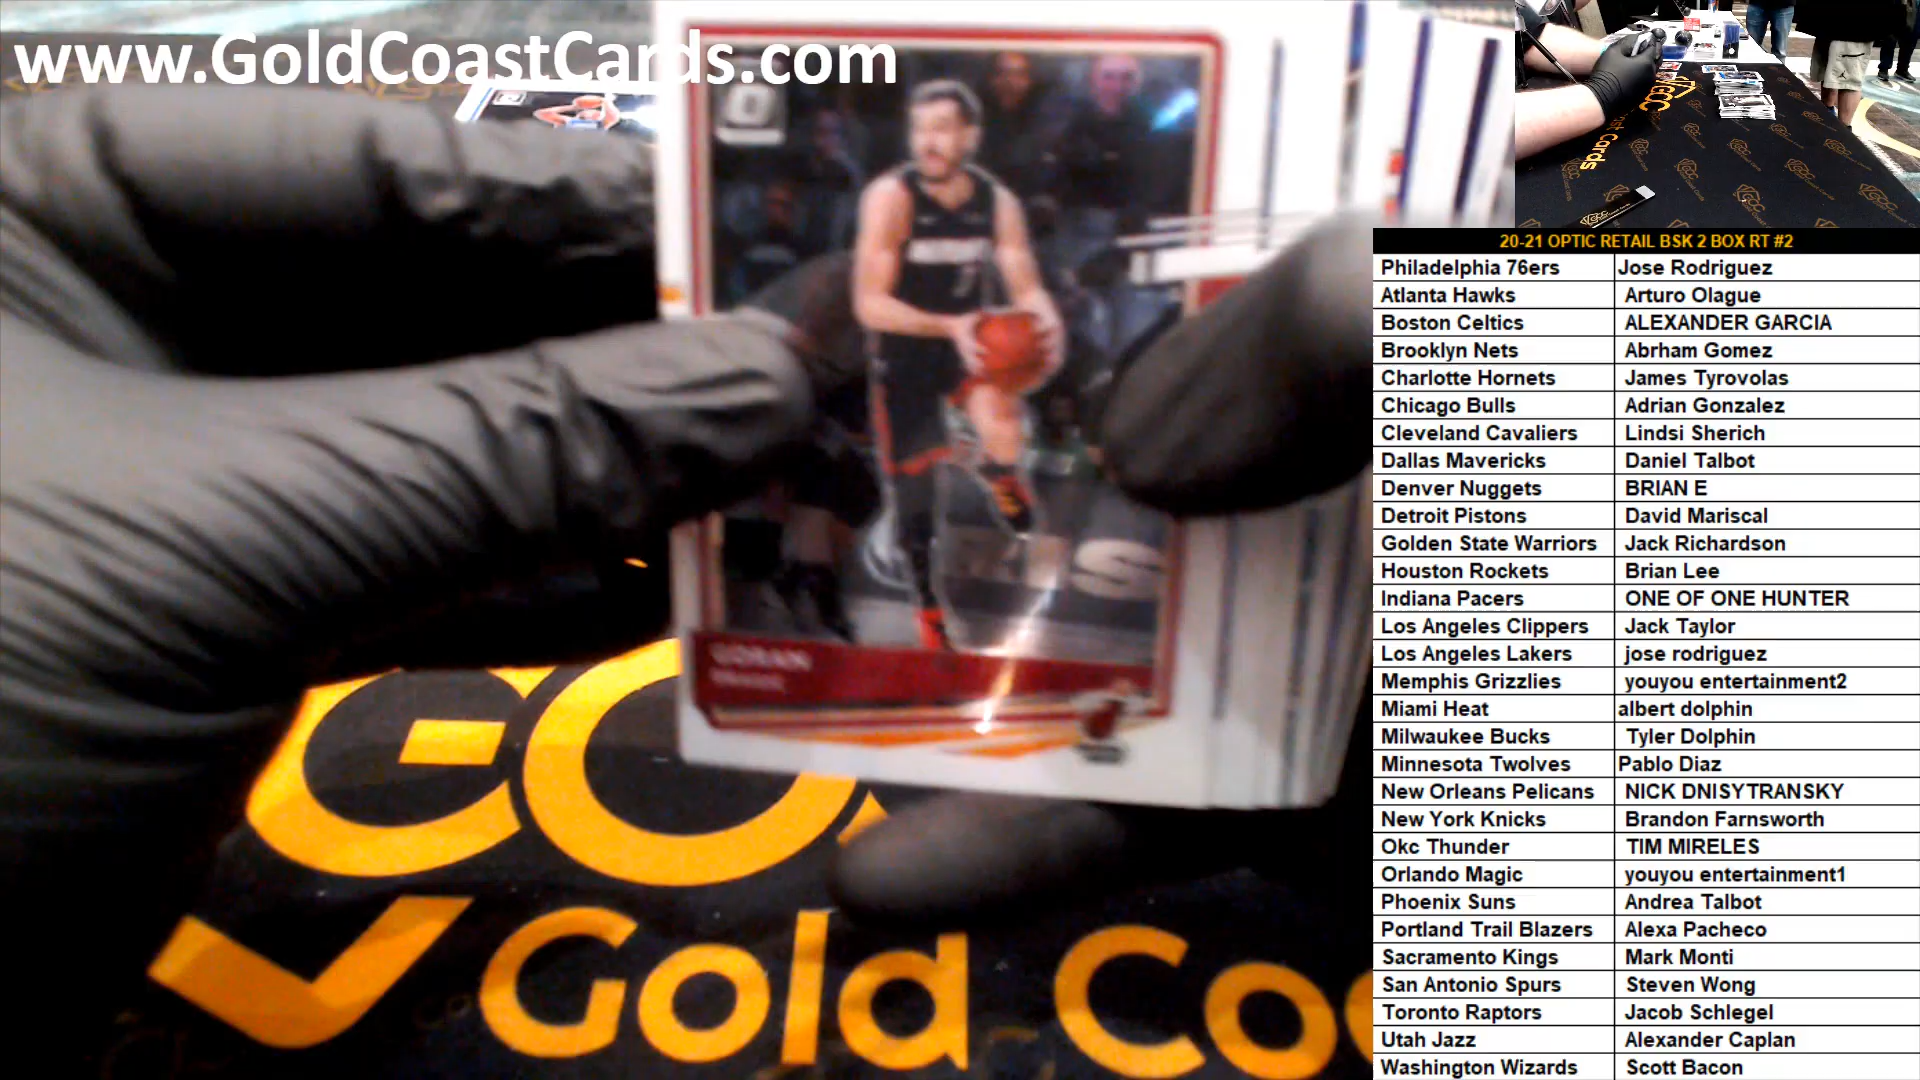 www.GoldCoastCards.com
GORAN
Gold Coa
20-21 OPTIC RETAIL BSK 2 BOX RT #2
Philadelphia 76ers Jose Rodriguez
Atlanta Hawks Arturo Olague
Boston Celtics ALEXANDER GARCIA
Brooklyn Nets Abrham Gomez
Charlotte Hornets James Tyrovolas
Chicago Bulls Adrian Gonzalez
Cleveland Cavaliers Lindsi Sherich
Dallas Mavericks Daniel Talbot
Denver Nuggets BRIAN E
Detroit Pistons David Mariscal
Golden State Warriors Jack Richardson
Houston Rockets Brian Lee
Indiana Pacers ONE OF ONE HUNTER
Los Angeles Clippers Jack Taylor
Los Angeles Lakers jose rodriguez
Memphis Grizzlies youyou entertainment2
Miami Heat albert dolphin
Milwaukee Bucks Tyler Dolphin
Minnesota Twolves Pablo Diaz
New Orleans Pelicans NICK DNISYTRANSKY
New York Knicks Brandon Farnsworth
Okc Thunder TIM MIRELES
Orlando Magic youyou entertainment1
Phoenix Suns Andrea Talbot
Portland Trail Blazers Alexa Pacheco
Sacramento Kings Mark Monti
San Antonio Spurs Steven Wong
Toronto Raptors Jacob Schlegel
Utah Jazz Alexander Caplan
Washington Wizards Scott Bacon